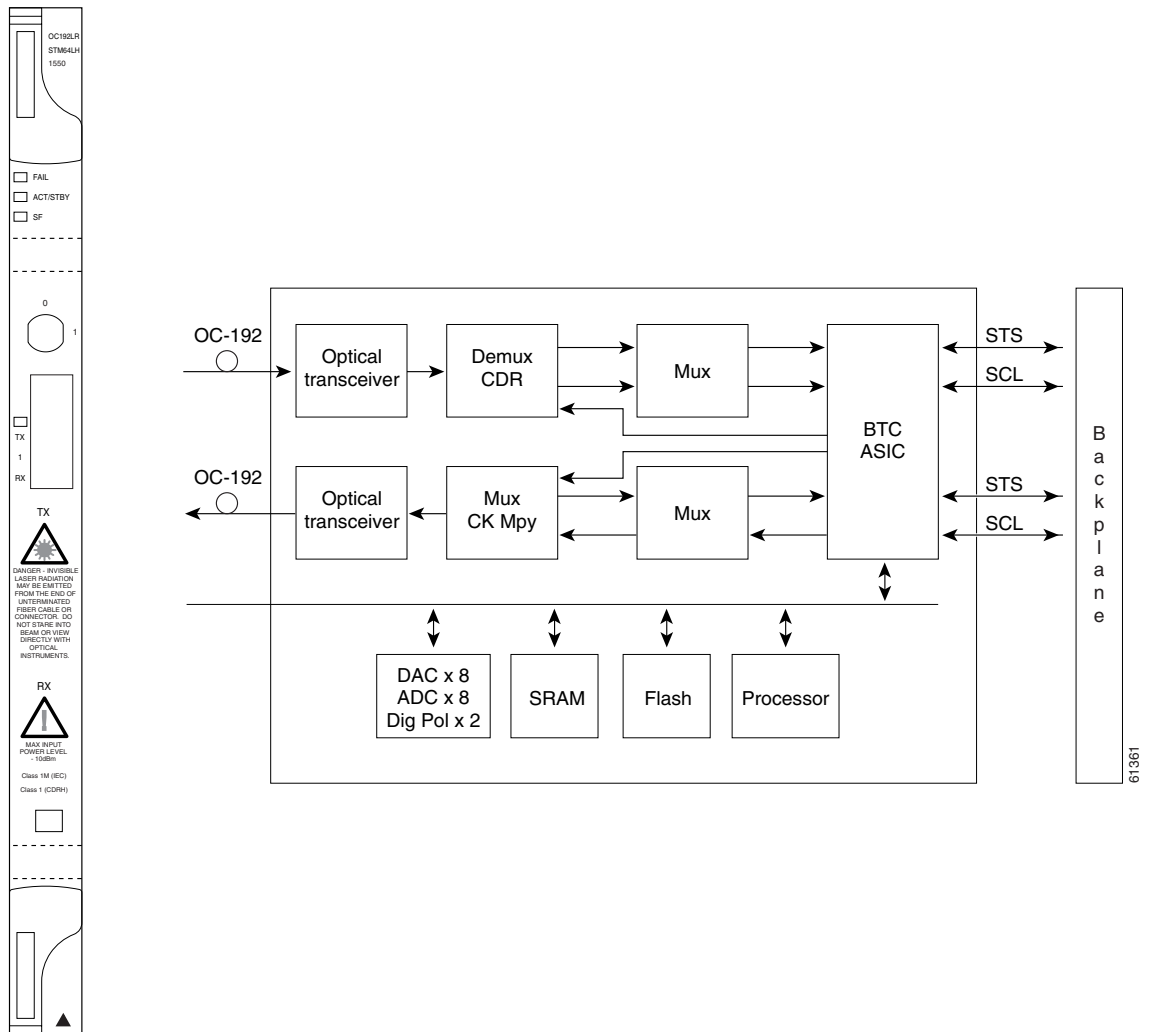 OC192LR
STM64LH
1550
FAIL
ACT/STBY
SF
0
1
TX
1
RX
TX
DANGER - INVISIBLE
LASER RADIATION
MAY BE EMITTED
FROM THE END OF
UNTERMINATED
FIBER CABLE OR
CONNECTOR. DO
NOT STARE INTO
BEAM OR VIEW
DIRECTLY WITH
OPTICAL
INSTRUMENTS.
RX
!
MAX INPUT
POWER LEVEL
- 10dBm
Class 1M (IEC)
Class 1 (CDRH)
OC-192
Optical
transceiver
Demux
CDR
Mux
BTC
ASIC
STS
SCL
OC-192
Optical
transceiver
Mux
CK Mpy
Mux
STS
SCL
DAC x 8
ADC x 8
Dig Pol x 2
SRAM
Flash
Processor
Backplane
61361